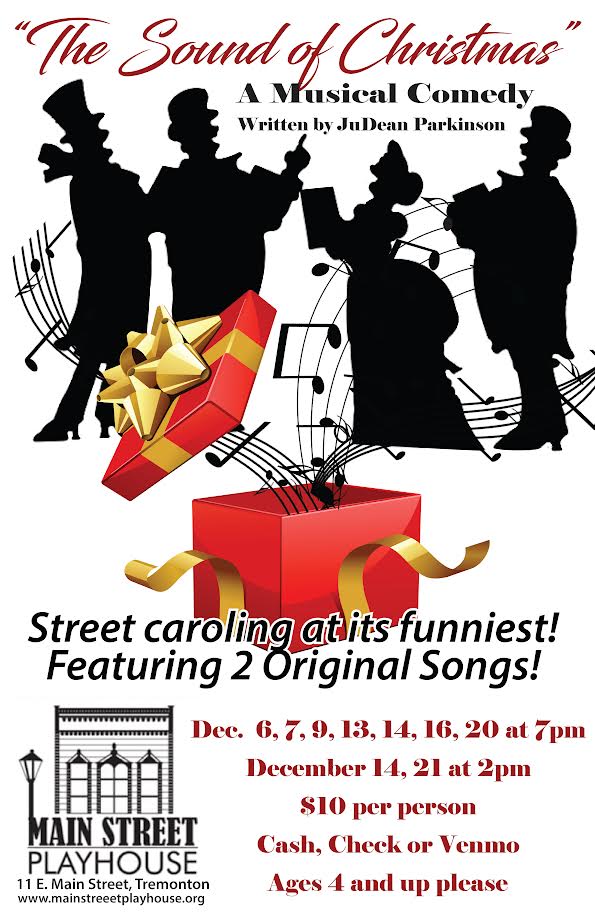 "The Sound of Christmas"
A Musical Comedy
Written by JuDean Parkinson
Street caroling at its funniest!
Featuring 2 Original Songs!
Dec. 6, 7, 9, 13, 14, 16, 20 at 7pm
December 14, 21 at 2pm
$10 per person
Cash, Check or Venmo
Ages 4 and up please
MAIN STREET
PLAYHOUSE
11 E. Main Street, Tremonton
www.mainstreeetplayhouse.org